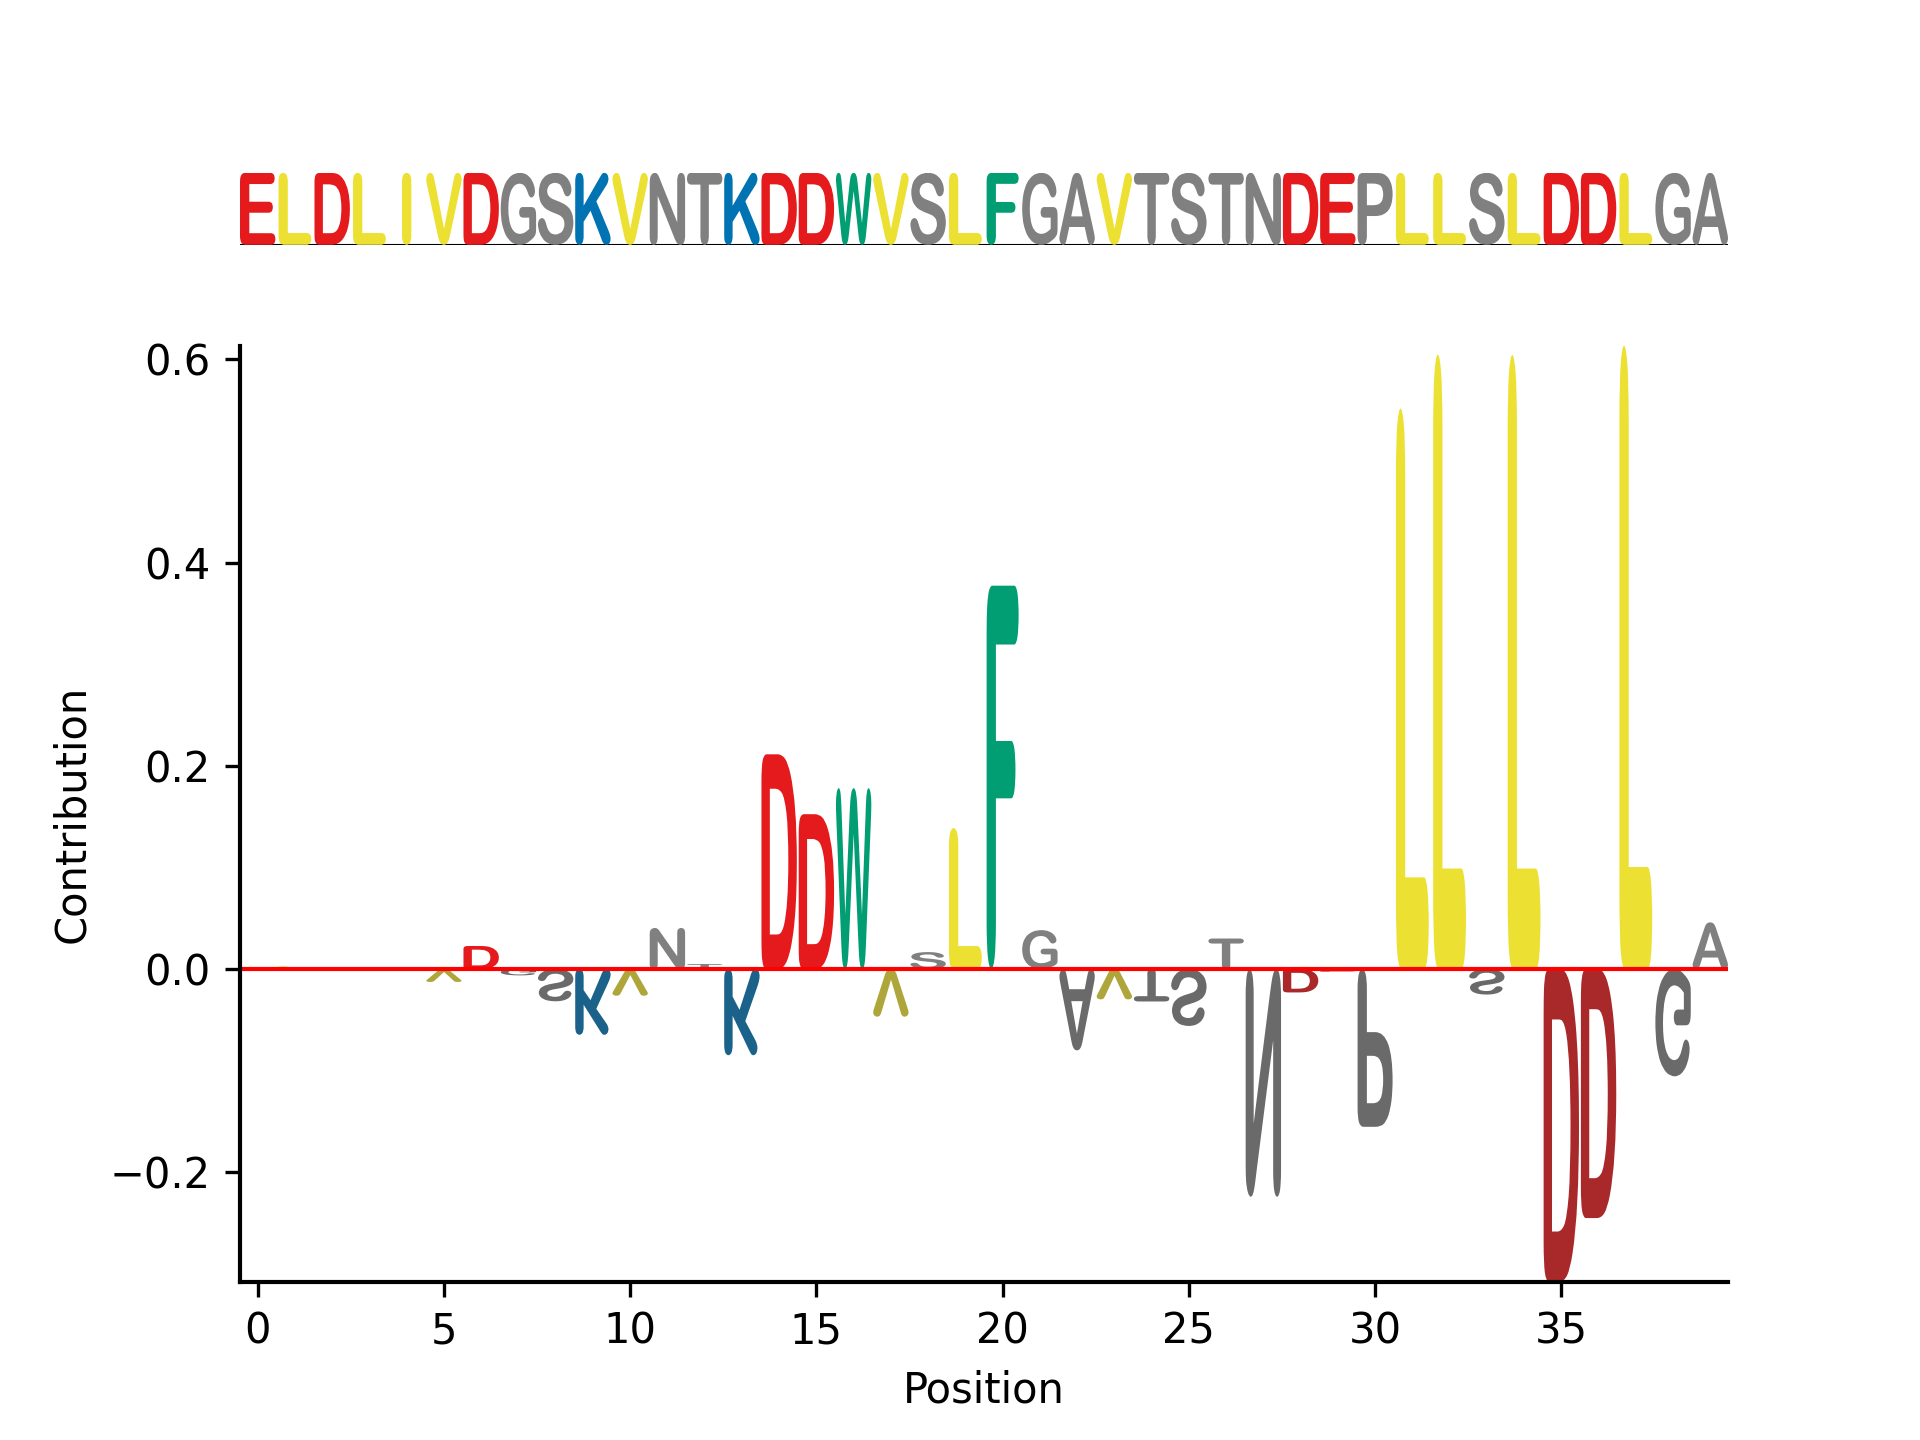 ELDLIVDGSKVNTKDDWVSLFGAVTSTNDEPLLSLDDLGA
0.6
0.4
0.2
0.0
−0.2
Contribution
VDGSKVNTKDDWVSLFGAVTSTNDPLLSLDDLGA
0 5 10 15 20 25 30 35
Position